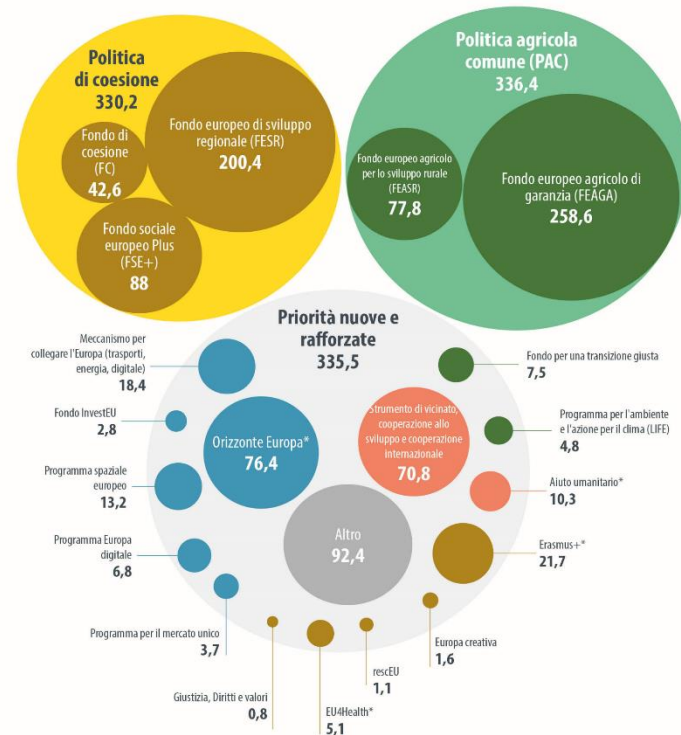 Politica
di coesione
330,2
Fondo europeo di sviluppo
regionale (FESR)
200,4
Fondo di
coesione
(FC)
42,6
Fondo sociale
europeo Plus
(FSE+)
88
Politica agricola
comune (PAC)
336,4
Fondo europeo agricolo
per lo sviluppo rurale
(FEASR)
77,8
Fondo europeo agricolo di
garanzia (FEAGA)
258,6
Priorità nuove e
rafforzate
335,5
Meccanismo per
collegare l'Europa (trasporti,
energia, digitale)
18,4
Fondo InvestEU
2,8
Orizzonte Europa*
76,4
Programma spaziale
europeo
13,2
Programma Europa
digitale
6,8
Programma per il mercato unico
3,7
Giustizia, Diritti e valori
0,8
EU4Health*
5,1
rescEU
1,1
Europa creativa
1,6
Altro
92,4
Strumento di vicinato,
cooperazione allo
sviluppo e cooperazione
internazionale
70,8
Fondo per una transizione giusta
7,5
Programma per l'ambiente
e l'azione per il clima (LIFE)
4,8
Aiuto umanitario*
10,3
Erasmus+*
21,7